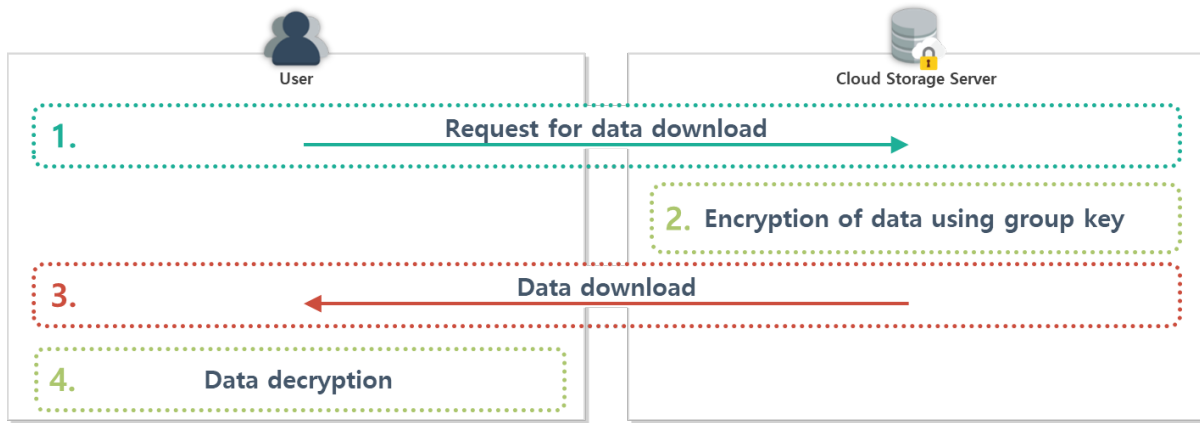 User
Cloud Storage Server
1.
Request for data download
2. Encryption of data using group key
3.
Data download
4. Data decryption